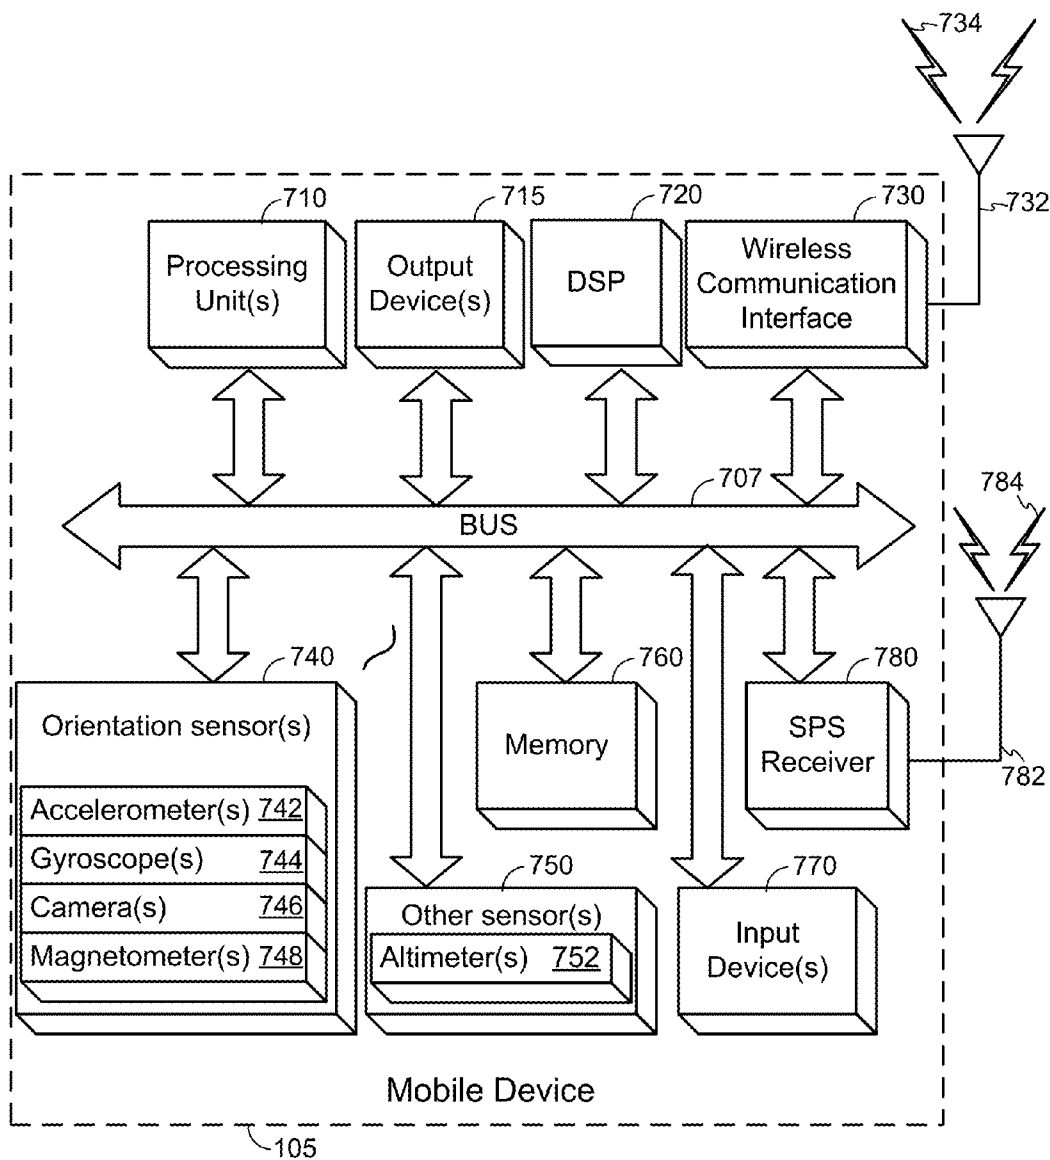 734
732
710
Processing
Unit(s)
715
Output
Device(s)
720
DSP
730
Wireless
Communication
Interface
707
BUS
784
782
740
Orientation sensor(s)
Accelerometer(s) 742
Gyroscope(s) 744
Camera(s) 746
Magnetometer(s) 748
760
Memory
780
SPS
Receiver
750
Other sensor(s)
Altimeter(s) 752
770
Input
Device(s)
Mobile Device
105